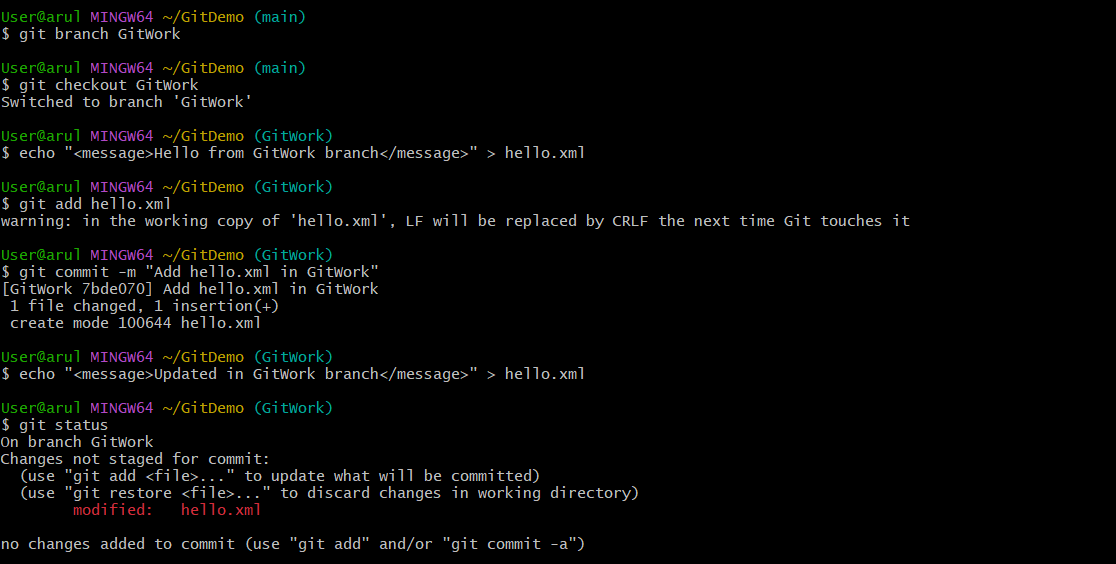 User@arul MINGW64 ~/GitDemo (main)
$ git branch GitWork
User@arul MINGW64 ~/GitDemo (main)
$ git checkout GitWork
Switched to branch 'GitWork'
User@arul MINGW64 ~/GitDemo (GitWork)
$ echo "<message>Hello from GitWork branch</message>" > hello.xml
User@arul MINGW64 ~/GitDemo (GitWork)
$ git add hello.xml
warning: in the working copy of 'hello.xml', LF will be replaced by CRLF the next time Git touches it
User@arul MINGW64 ~/GitDemo (GitWork)
$ git commit -m "Add hello.xml in GitWork"
[GitWork 7bde070] Add hello.xml in GitWork
 1 file changed, 1 insertion(+)
 create mode 100644 hello.xml
User@arul MINGW64 ~/GitDemo (GitWork)
$ echo "<message>Updated in GitWork branch</message>" > hello.xml
User@arul MINGW64 ~/GitDemo (GitWork)
$ git status
On branch GitWork
Changes not staged for commit:
  (use "git add <file>..." to update what will be committed)
  (use "git restore <file>..." to discard changes in working directory)
        modified:   hello.xml
no changes added to commit (use "git add" and/or "git commit -a")